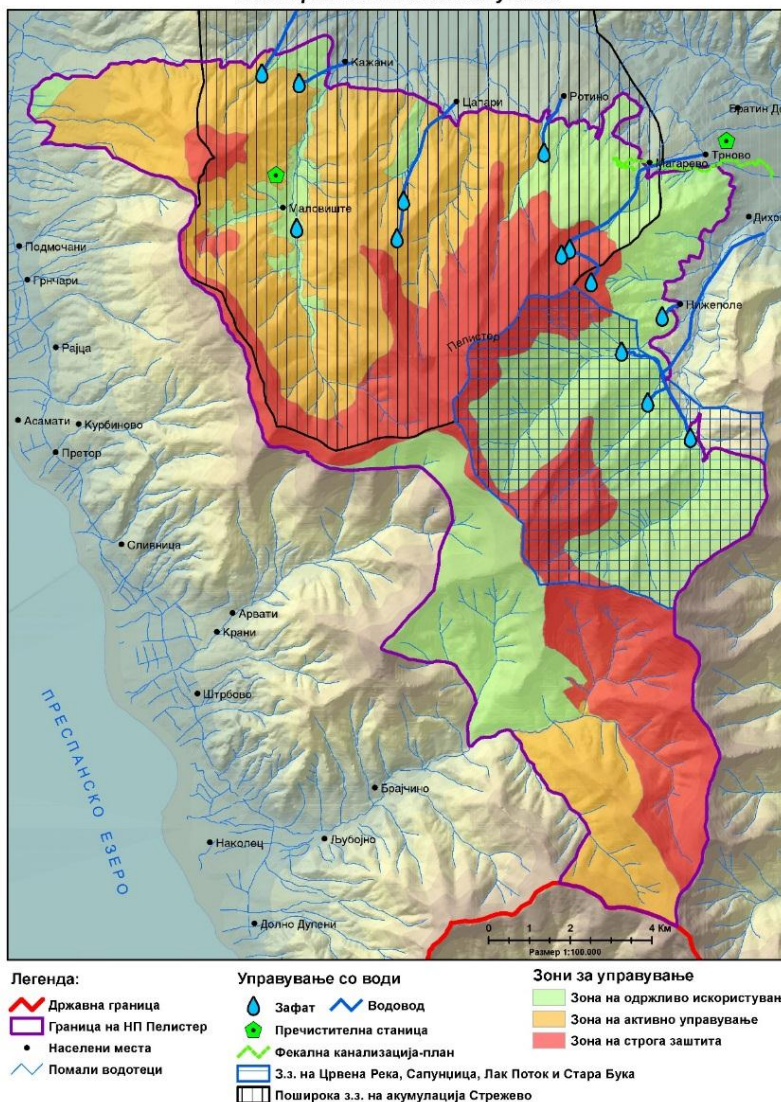 Кажани
Цапари
Ротино
Братин До
Трново
Магарево
Маловиште
Дихов
Подмочани
Грнчари
Нижеполе
Пелистер
Рајца
Асамати
Курбиново
Претор
Сливница
Арвати
Крани
Штрбово
ПРЕСПАНСКО ЕЗЕРО
Брајчино
Наколец
Љубојно
Долно Дупени
0 1 2 4 Км
Размер 1:100.000
Легенда:
Државна граница
Граница на НП Пелистер
Населени места
Помали водотеци
Управување со води
Зафат
Водовод
Пречистителна станица
Фекална канализација-план
З.з. на Црвена Река, Сапунџица, Лак Поток и Стара Бука
Поширока з.з. на акумулација Стрежево
Зони за управување
Зона на одржливо искористувањ
Зона на активно управување
Зона на строга заштита